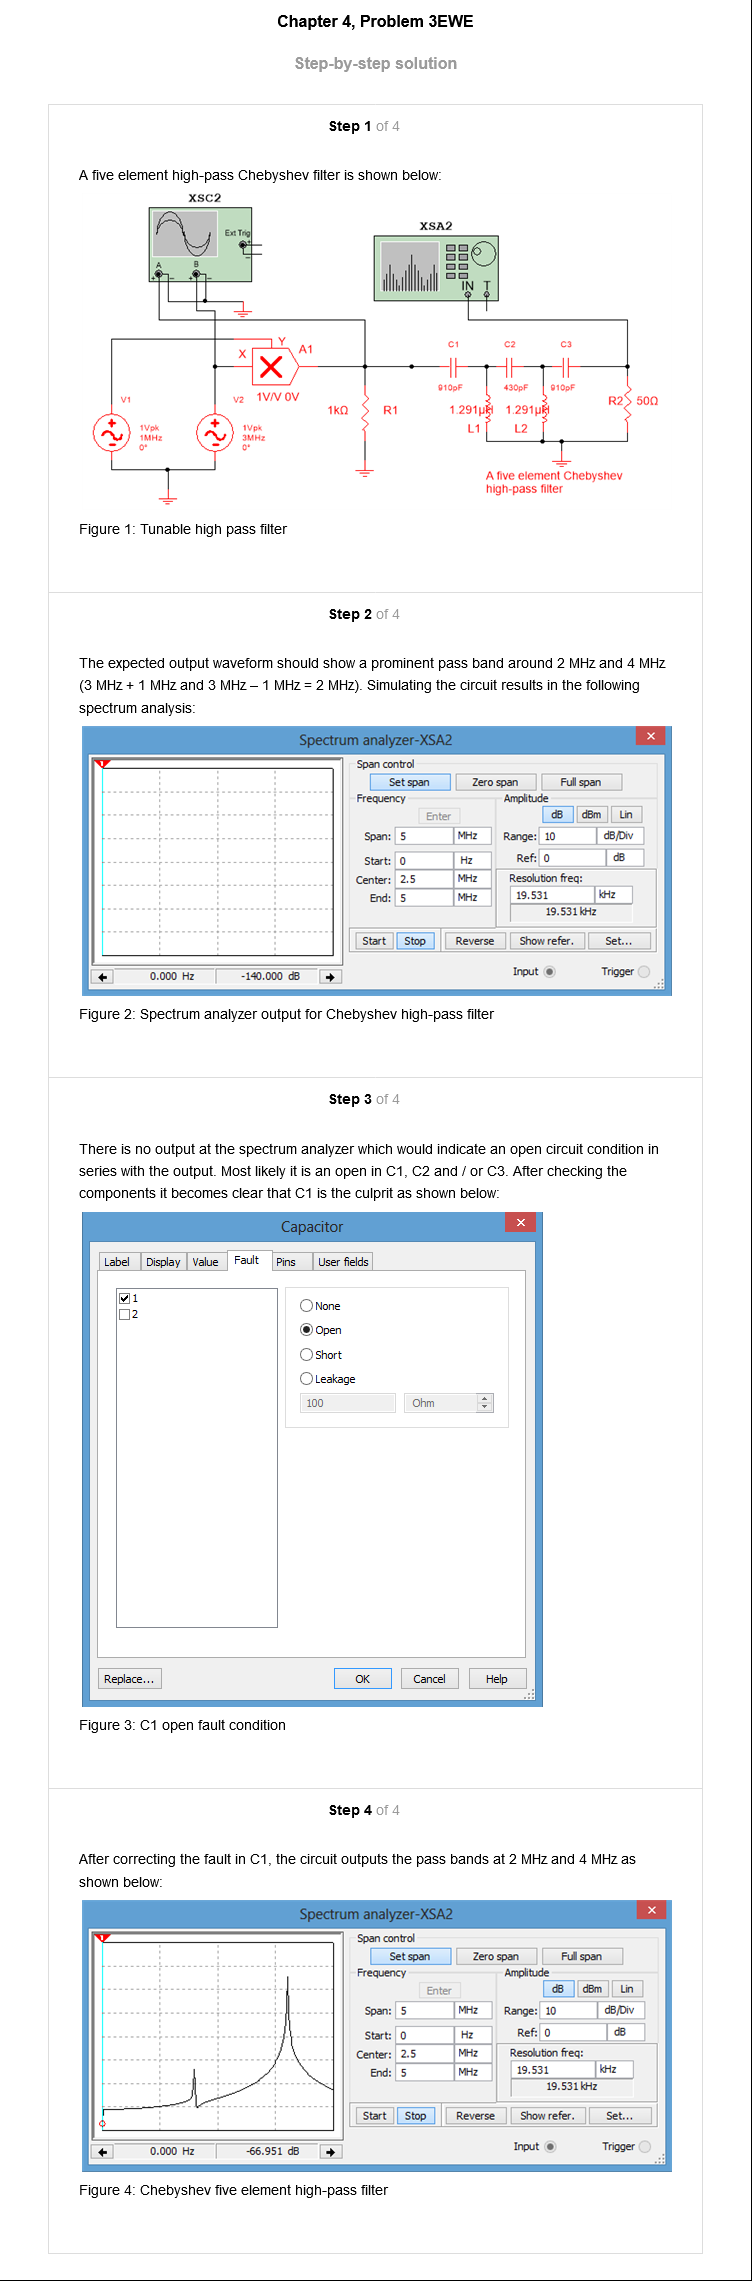 Chapter 4, Problem 3EWE
Step-by-step solution
Step 1 of 4
A five element high-pass Chebyshev filter is shown below:
XSC2
Ext Trig
A
B
XSA2
IN T
X
Y
A1
1V/V 0V
V1
1Vpk
1MHz
0°
V2
1Vpk
3MHz
0°
1kΩ
R1
C1
910pF
C2
430pF
C3
910pF
1.291µH
L1
1.291µH
L2
R2
50Ω
A five element Chebyshev
high-pass filter
Figure 1: Tunable high pass filter
Step 2 of 4
The expected output waveform should show a prominent pass band around 2 MHz and 4 MHz
(3 MHz + 1 MHz and 3 MHz – 1 MHz = 2 MHz). Simulating the circuit results in the following
spectrum analysis:
Spectrum analyzer-XSA2
1
Span control
Set span
Zero span
Full span
Frequency
Enter
Span: 5 MHz
Start: 0 Hz
Center: 2.5 MHz
End: 5 MHz
Amplitude
dB
dBm
Lin
Range: 10 dB/Div
Ref: 0 dB
Resolution freq:
19.531 kHz
19.531 kHz
Start
Stop
Reverse
Show refer.
Set...
0.000 Hz
-140.000 dB
Input
Trigger
Figure 2: Spectrum analyzer output for Chebyshev high-pass filter
Step 3 of 4
There is no output at the spectrum analyzer which would indicate an open circuit condition in
series with the output. Most likely it is an open in C1, C2 and / or C3. After checking the
components it becomes clear that C1 is the culprit as shown below:
Capacitor
Label
Display
Value
Fault
Pins
User fields
1
2
None
Open
Short
Leakage
100
Ohm
Replace...
OK
Cancel
Help
Figure 3: C1 open fault condition
Step 4 of 4
After correcting the fault in C1, the circuit outputs the pass bands at 2 MHz and 4 MHz as
shown below:
Spectrum analyzer-XSA2
1
Span control
Set span
Zero span
Full span
Frequency
Enter
Span: 5 MHz
Start: 0 Hz
Center: 2.5 MHz
End: 5 MHz
Amplitude
dB
dBm
Lin
Range: 10 dB/Div
Ref: 0 dB
Resolution freq:
19.531 kHz
19.531 kHz
Start
Stop
Reverse
Show refer.
Set...
0.000 Hz
-66.951 dB
Input
Trigger
Figure 4: Chebyshev five element high-pass filter